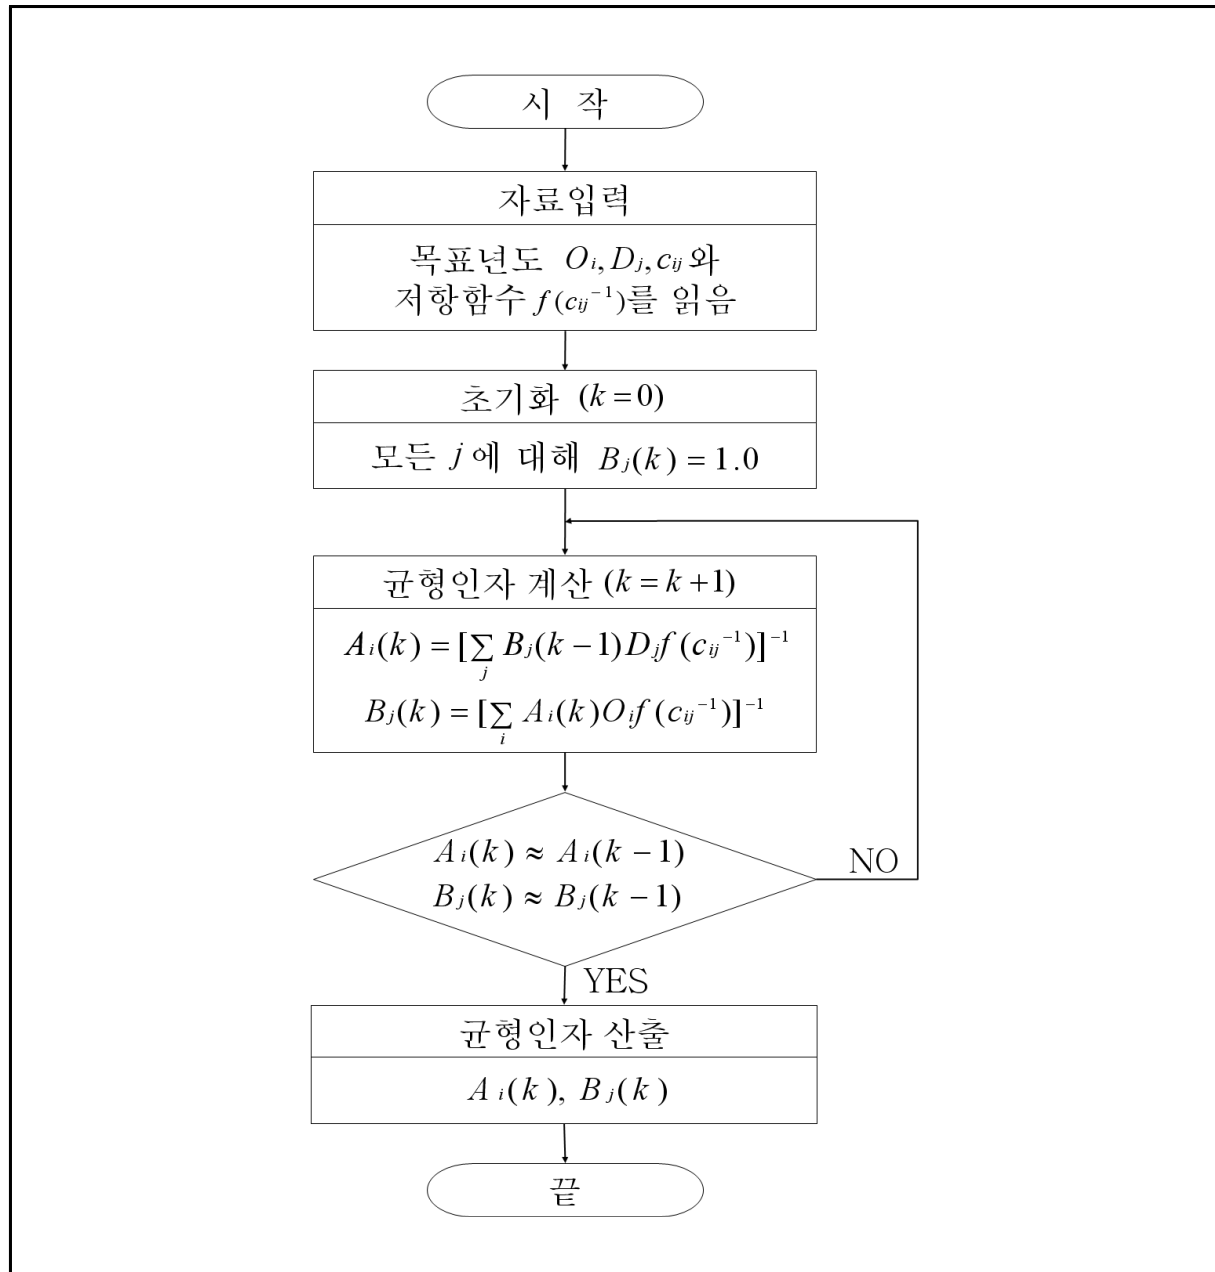 시 작
자료입력
목표년도 Oᵢ, Dⱼ, cᵢⱼ 와
저항함수 f(cᵢⱼ⁻¹)를 읽음
초기화 (k = 0)
모든 j 에 대해 Bⱼ(k) = 1.0
균형인자 계산 (k = k + 1)
Aᵢ(k) = [∑ⱼ Bⱼ(k−1)Dⱼf(cᵢⱼ⁻¹)]⁻¹
Bⱼ(k) = [∑ᵢ Aᵢ(k)Oᵢf(cᵢⱼ⁻¹)]⁻¹
Aᵢ(k) ≈ Aᵢ(k − 1)
Bⱼ(k) ≈ Bⱼ(k − 1)
NO
YES
균형인자 산출
Aᵢ(k), Bⱼ(k)
끝